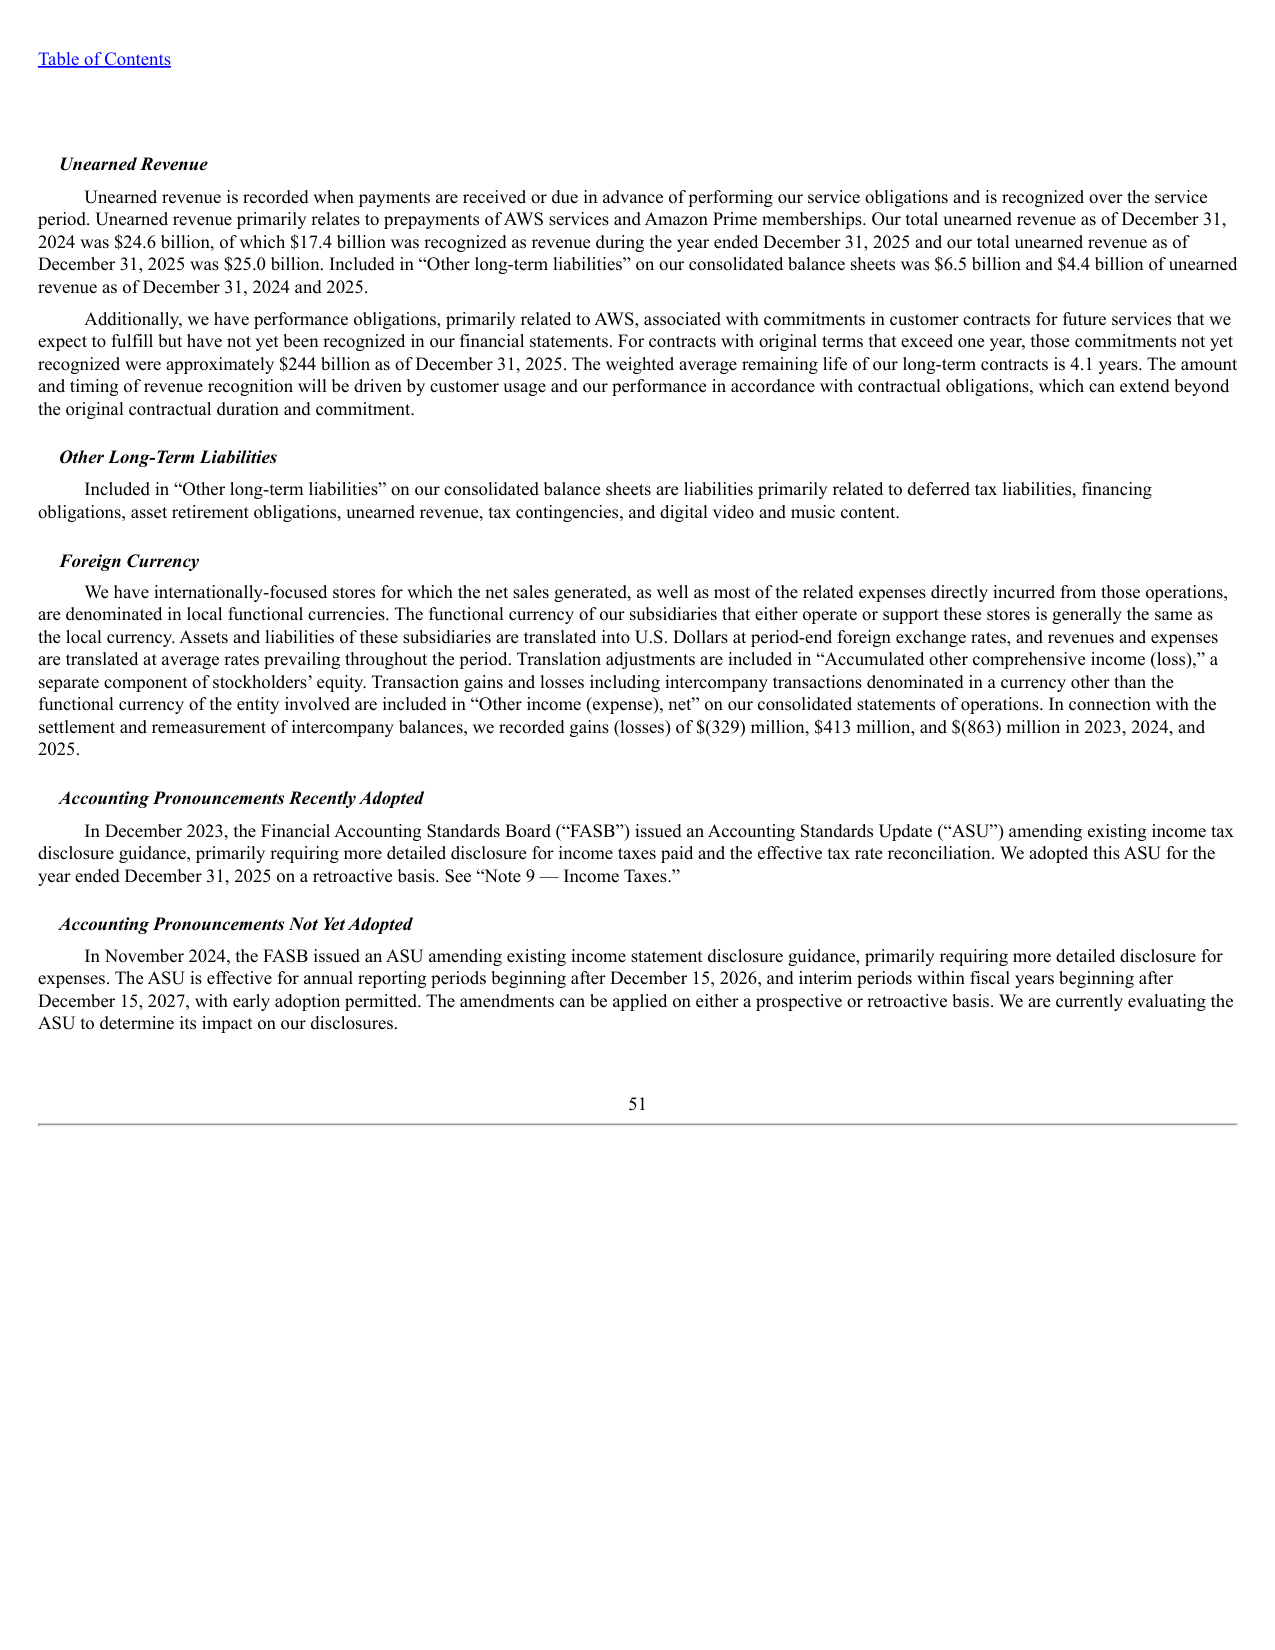 Table of Contents
Unearned Revenue
Unearned revenue is recorded when payments are received or due in advance of performing our service obligations and is recognized over the service
period. Unearned revenue primarily relates to prepayments of AWS services and Amazon Prime memberships. Our total unearned revenue as of December 31,
2024 was $24.6 billion, of which $17.4 billion was recognized as revenue during the year ended December 31, 2025 and our total unearned revenue as of
December 31, 2025 was $25.0 billion. Included in “Other long-term liabilities” on our consolidated balance sheets was $6.5 billion and $4.4 billion of unearned
revenue as of December 31, 2024 and 2025.
Additionally, we have performance obligations, primarily related to AWS, associated with commitments in customer contracts for future services that we
expect to fulfill but have not yet been recognized in our financial statements. For contracts with original terms that exceed one year, those commitments not yet
recognized were approximately $244 billion as of December 31, 2025. The weighted average remaining life of our long-term contracts is 4.1 years. The amount
and timing of revenue recognition will be driven by customer usage and our performance in accordance with contractual obligations, which can extend beyond
the original contractual duration and commitment.
Other Long-Term Liabilities
Included in “Other long-term liabilities” on our consolidated balance sheets are liabilities primarily related to deferred tax liabilities, financing
obligations, asset retirement obligations, unearned revenue, tax contingencies, and digital video and music content.
Foreign Currency
We have internationally-focused stores for which the net sales generated, as well as most of the related expenses directly incurred from those operations,
are denominated in local functional currencies. The functional currency of our subsidiaries that either operate or support these stores is generally the same as
the local currency. Assets and liabilities of these subsidiaries are translated into U.S. Dollars at period-end foreign exchange rates, and revenues and expenses
are translated at average rates prevailing throughout the period. Translation adjustments are included in “Accumulated other comprehensive income (loss),” a
separate component of stockholders’ equity. Transaction gains and losses including intercompany transactions denominated in a currency other than the
functional currency of the entity involved are included in “Other income (expense), net” on our consolidated statements of operations. In connection with the
settlement and remeasurement of intercompany balances, we recorded gains (losses) of $(329) million, $413 million, and $(863) million in 2023, 2024, and
2025.
Accounting Pronouncements Recently Adopted
In December 2023, the Financial Accounting Standards Board (“FASB”) issued an Accounting Standards Update (“ASU”) amending existing income tax
disclosure guidance, primarily requiring more detailed disclosure for income taxes paid and the effective tax rate reconciliation. We adopted this ASU for the
year ended December 31, 2025 on a retroactive basis. See “Note 9 — Income Taxes.”
Accounting Pronouncements Not Yet Adopted
In November 2024, the FASB issued an ASU amending existing income statement disclosure guidance, primarily requiring more detailed disclosure for
expenses. The ASU is effective for annual reporting periods beginning after December 15, 2026, and interim periods within fiscal years beginning after
December 15, 2027, with early adoption permitted. The amendments can be applied on either a prospective or retroactive basis. We are currently evaluating the
ASU to determine its impact on our disclosures.
51